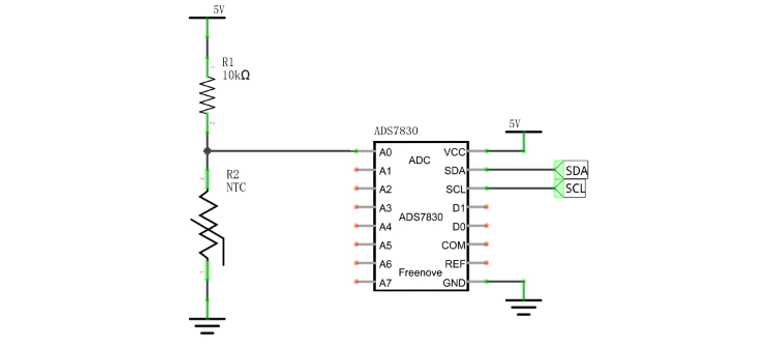 5V
R1
10kΩ
R2
NTC
ADS7830
A0
A1
A2
A3
A4
A5
A6
A7
ADC
ADS7830
Freenove
VCC
SDA
SCL
D1
D0
COM
REF
GND
5V
SDA
SCL